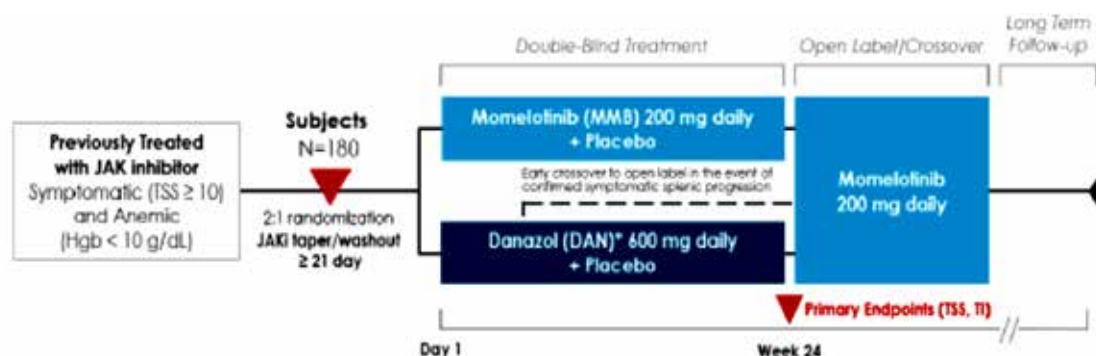 Double-Blind Treatment
Open Label/Crossover
Long Term
Follow-up
Previously Treated
with JAK inhibitor
Symptomatic (TSS ≥ 10)
and Anemic
(Hgb < 10 g/dL)
Subjects
N=180
2:1 randomization
JAKi taper/washout
≥ 21 day
Momelotinib (MMB) 200 mg daily
+ Placebo
Early crossover to open label in the event of
confirmed symptomatic splenic progression
Danazol (DAN)* 600 mg daily
+ Placebo
Momelotinib
200 mg daily
Primary Endpoints (TSS, TI)
Day 1
Week 24